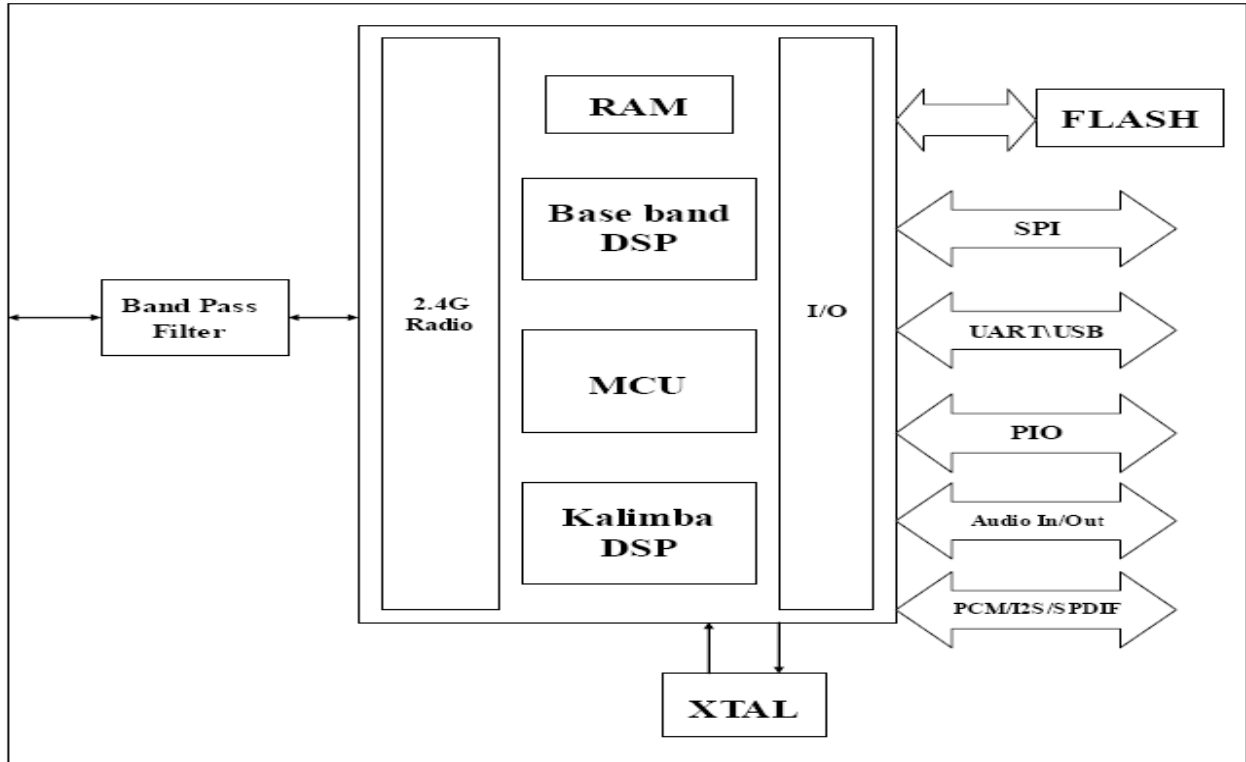 RAM
FLASH
Base band
DSP
SPI
Band Pass
Filter
2.4G
Radio
I/O
UART\USB
MCU
PIO
Kalimba
DSP
Audio In/Out
PCM/I2S/SPDIF
XTAL